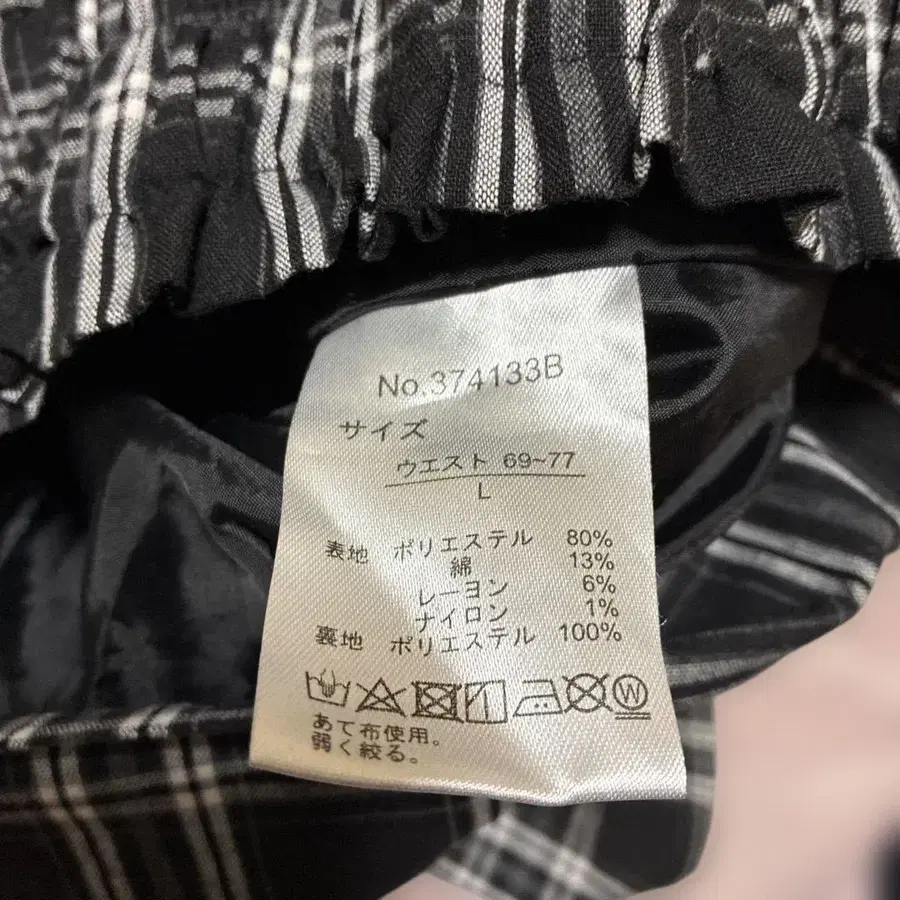 No.374133B
サイズ
ウエスト 69~77
L
表地 ポリエステル 80%
綿 13%
レーヨン 6%
ナイロン 1%
裏地 ポリエステル 100%
W
あて布使用。
弱く絞る。